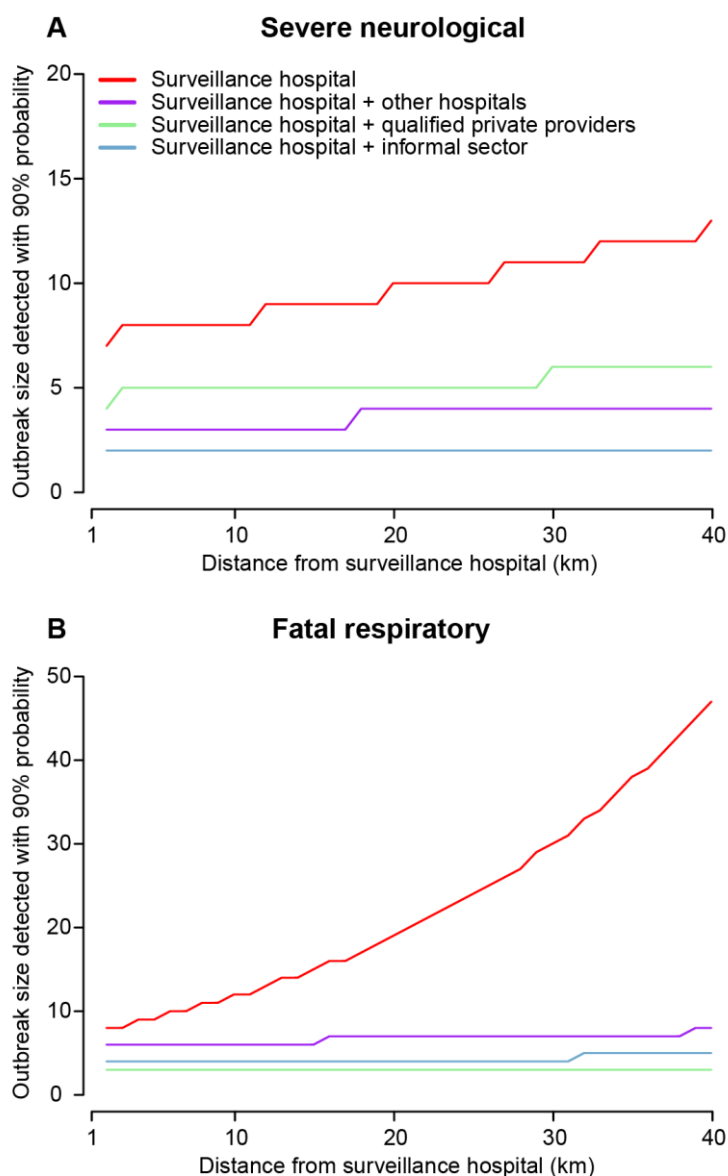 A Severe neurological
Outbreak size detected with 90% probability
20
15
10
5
0
Surveillance hospital
Surveillance hospital + other hospitals
Surveillance hospital + qualified private providers
Surveillance hospital + informal sector
1 10 20 30 40
Distance from surveillance hospital (km)
B Fatal respiratory
Outbreak size detected with 90% probability
50
40
30
20
10
0
1 10 20 30 40
Distance from surveillance hospital (km)